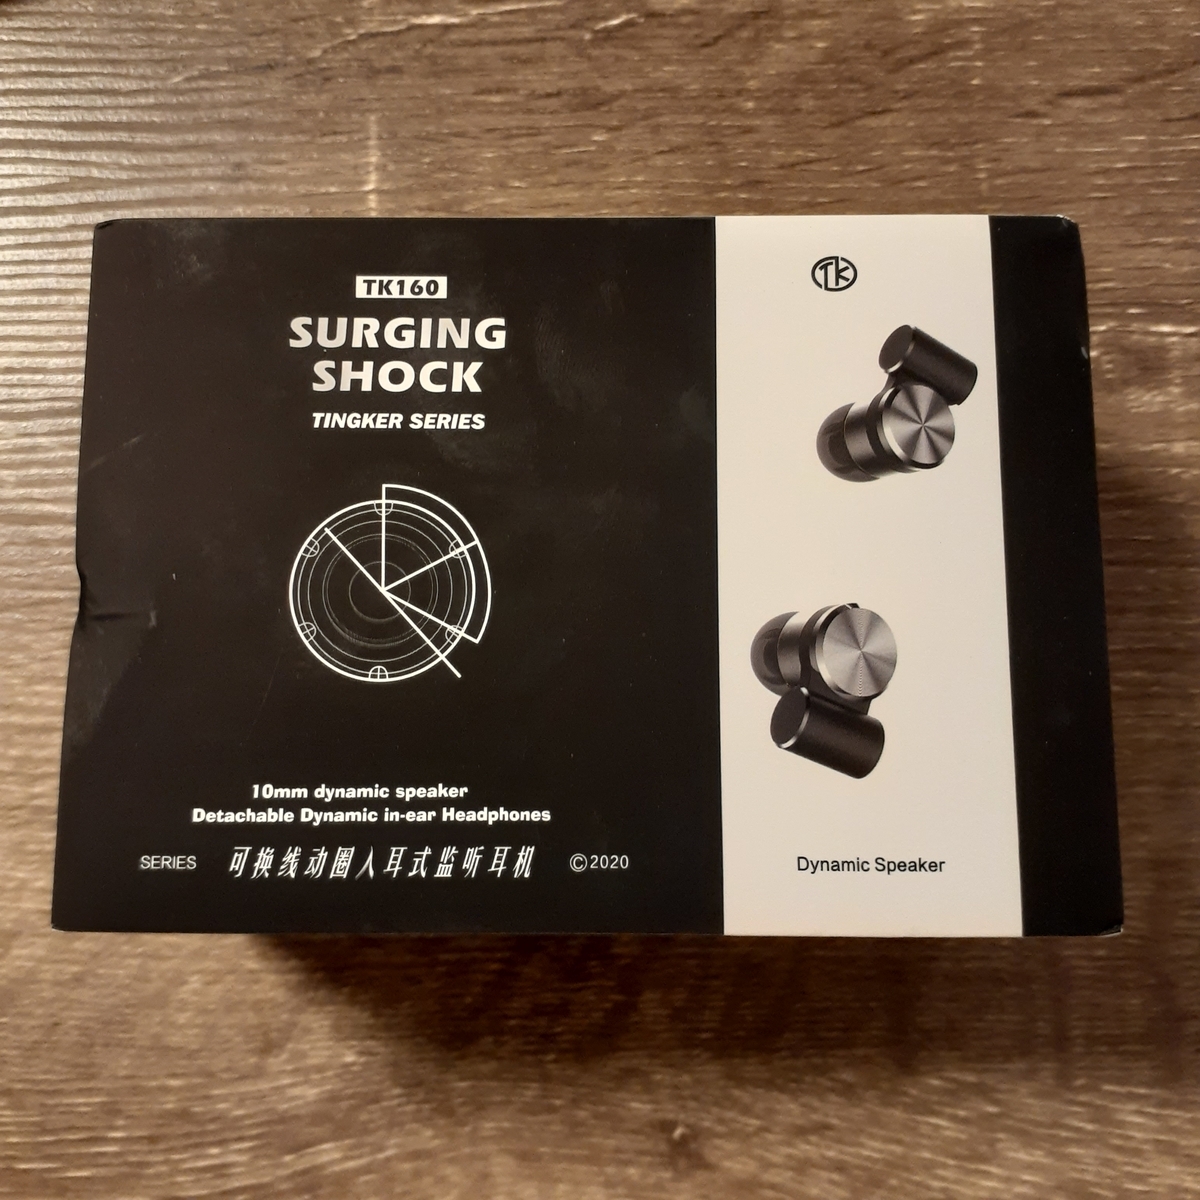 TK160
SURGING
SHOCK
TINGKER SERIES
10mm dynamic speaker
Detachable Dynamic in-ear Headphones
SERIES 可换线动圈入耳式监听耳机 ©2020
TK
Dynamic Speaker